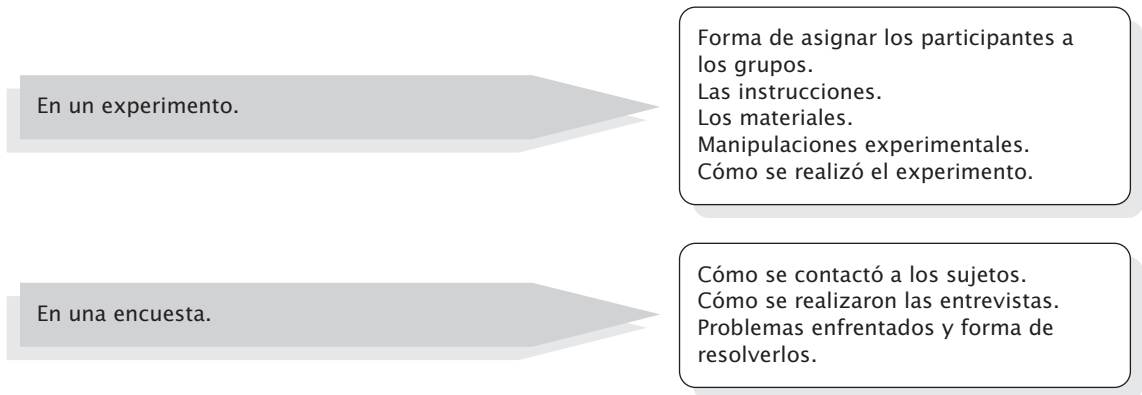 En un experimento.
Forma de asignar los participantes a
los grupos.
Las instrucciones.
Los materiales.
Manipulaciones experimentales.
Cómo se realizó el experimento.
En una encuesta.
Cómo se contactó a los sujetos.
Cómo se realizaron las entrevistas.
Problemas enfrentados y forma de
resolverlos.